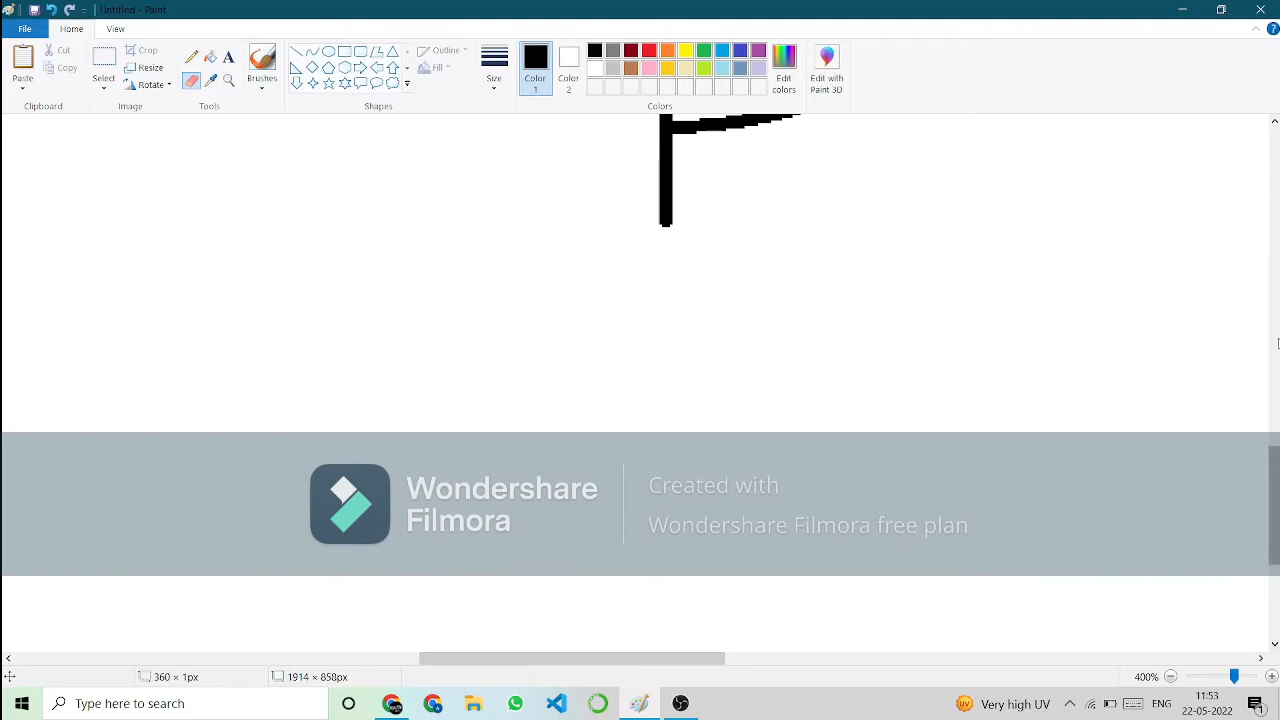 Untitled - Paint
File
Home
View
Paste
Cut
Copy
Clipboard
Select
Crop
Resize
Rotate
Image
A
Tools
Brushes
Shapes
Outline
Fill
Size
Color
1
Color
2
Colors
Edit
colors
Edit with
Paint 3D
Wondershare
Filmora
Created with
Wondershare Filmora free plan
360 × 1px
1914 × 858px
400%
Type here to search
Very high UV
ENG
11:53
22-05-2022